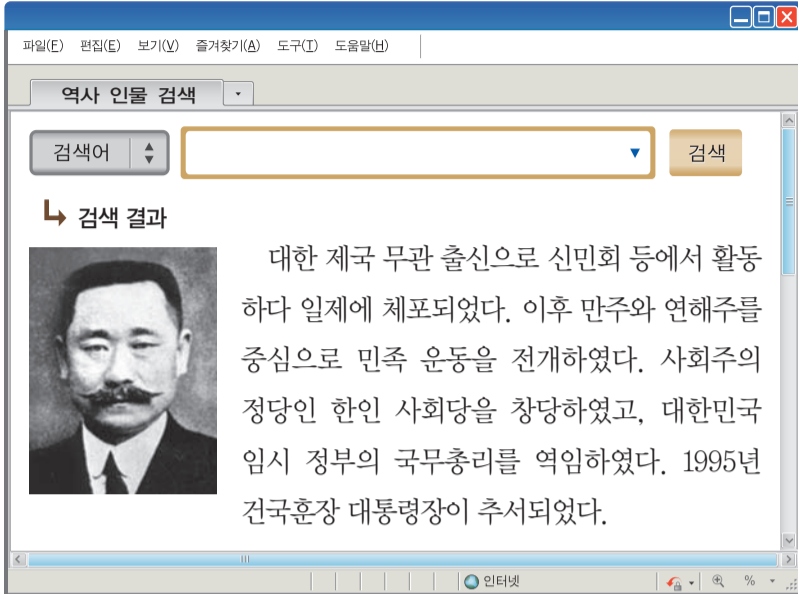 파일(F) 편집(E) 보기(V) 즐겨찾기(A) 도구(T) 도움말(H)
역사 인물 검색
검색어 검색
검색 결과
대한 제국 무관 출신으로 신민회 등에서 활동
하다 일제에 체포되었다. 이후 만주와 연해주를
중심으로 민족 운동을 전개하였다. 사회주의
정당인 한인 사회당을 창당하였고, 대한민국
임시 정부의 국무총리를 역임하였다. 1995년
건국훈장 대통령장이 추서되었다.
인터넷 %